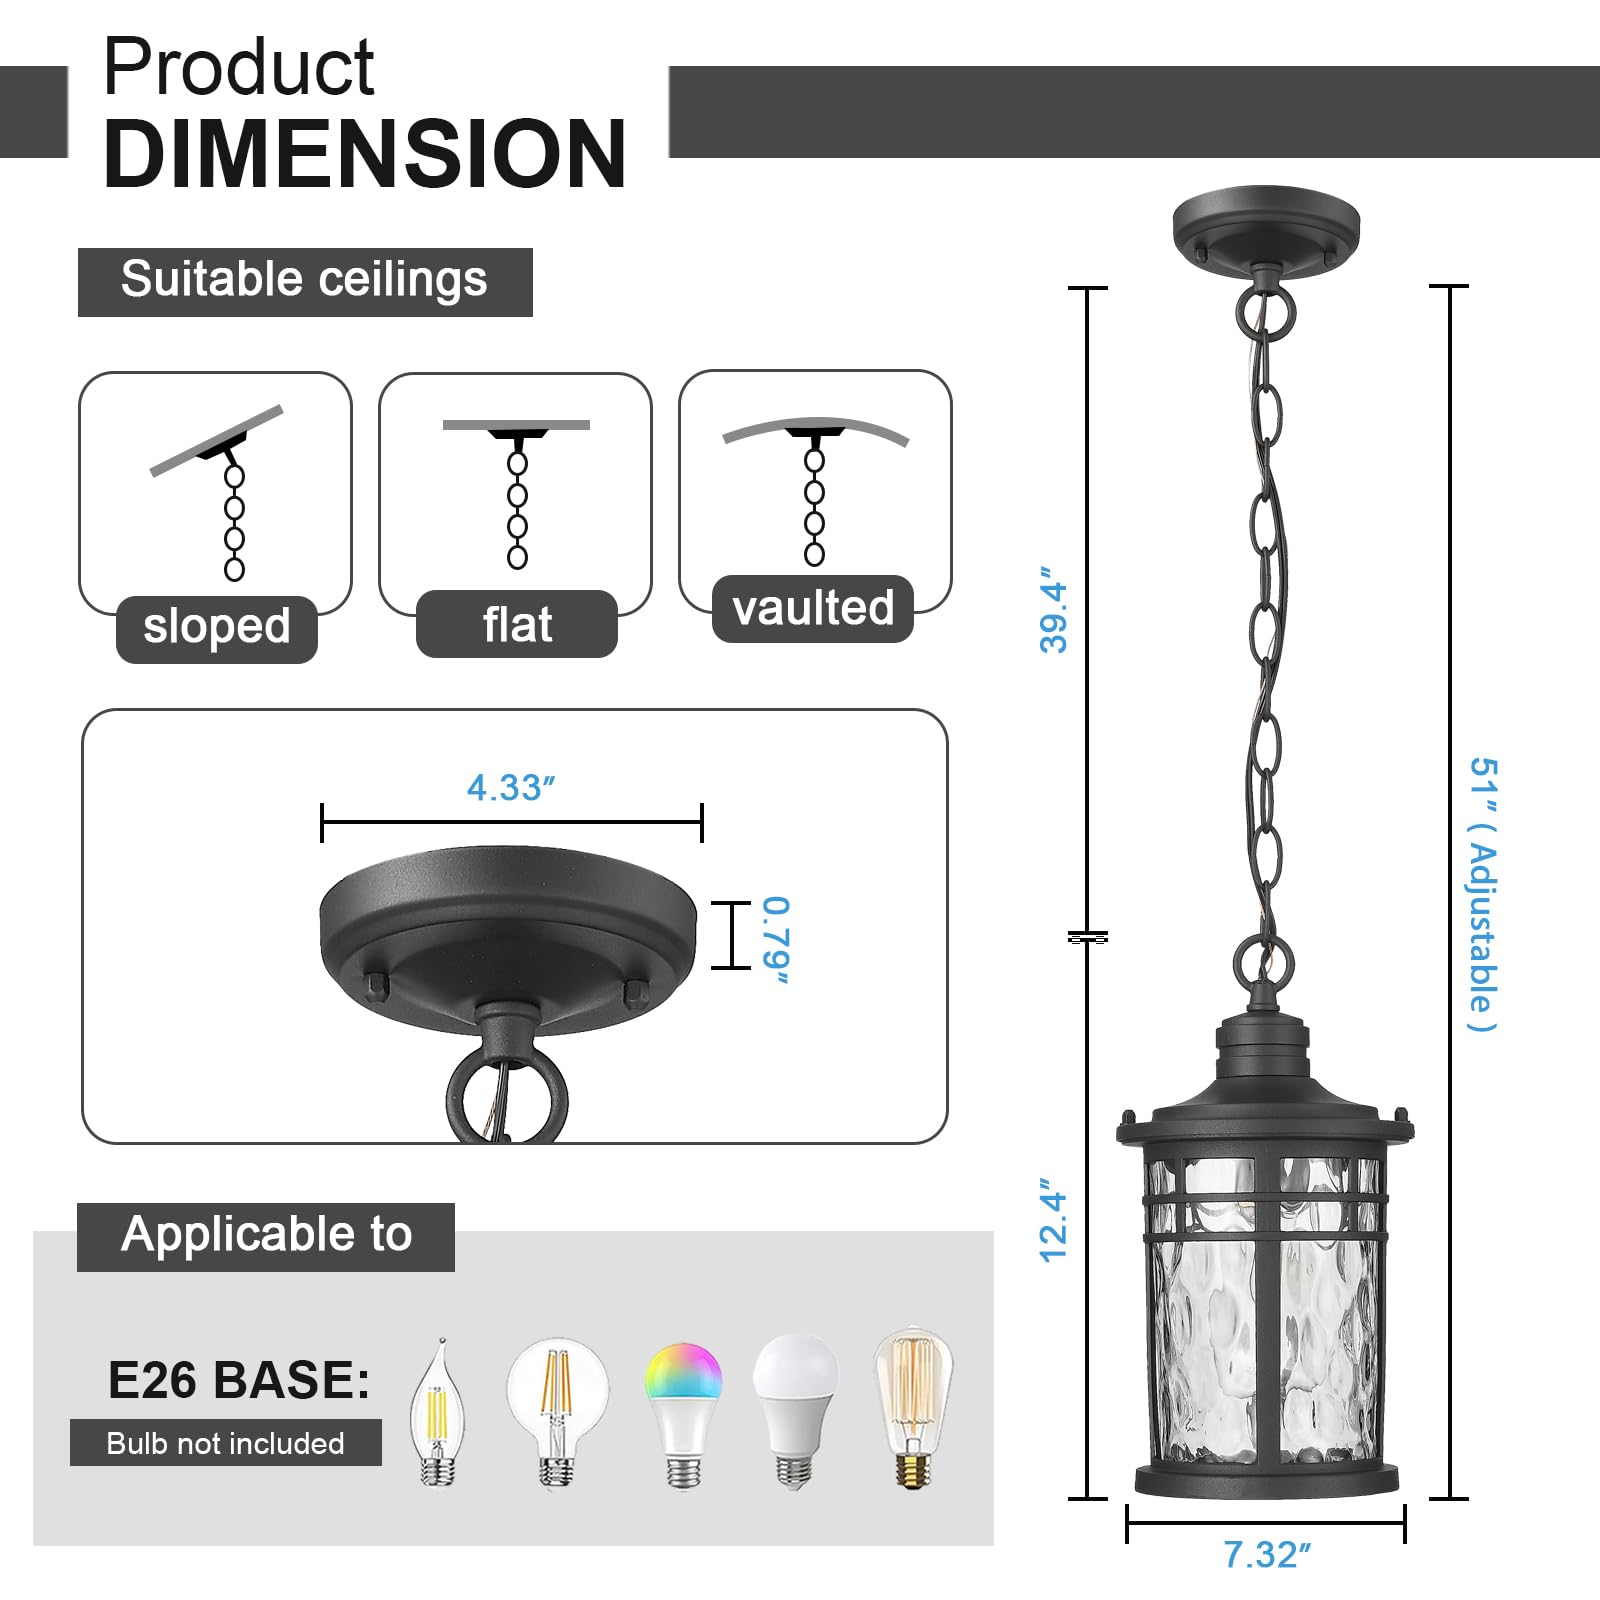 Product
DIMENSION
Suitable ceilings
sloped
flat
vaulted
4.33″
0.79″
39.4″
12.4″
51″ ( Adjustable )
7.32″
Applicable to
E26 BASE:
Bulb not included